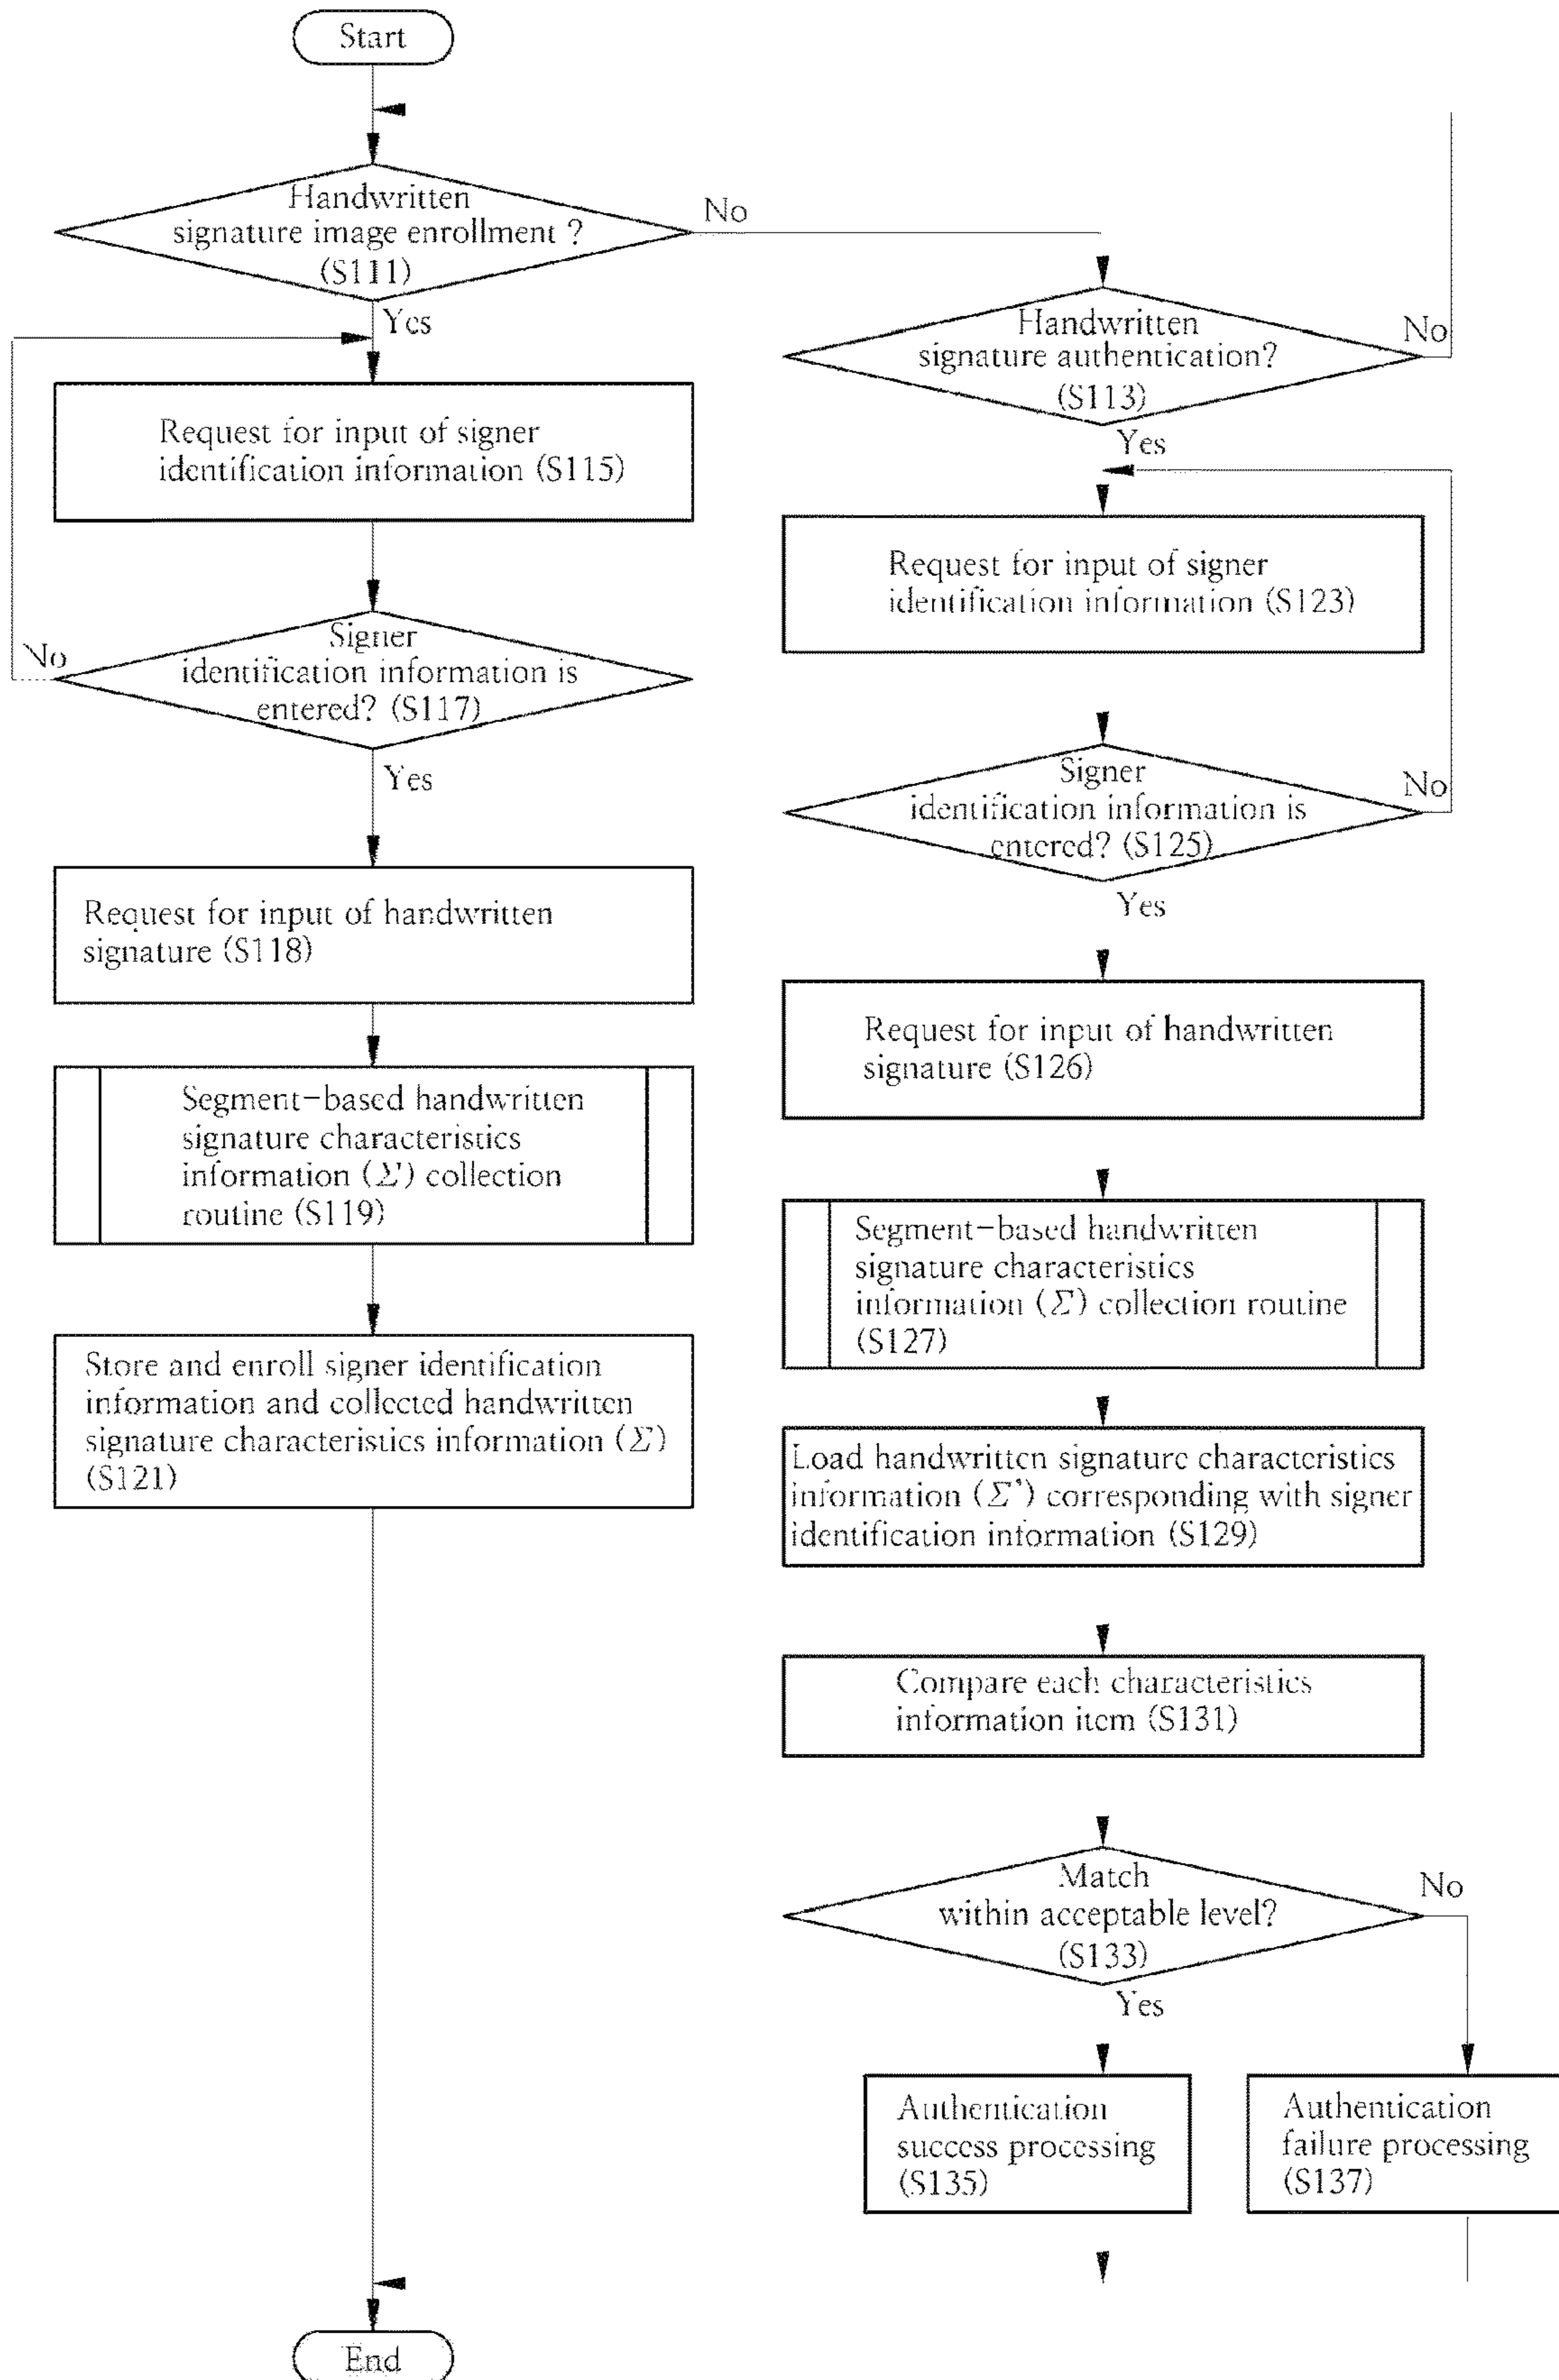 Start
Handwritten
signature image enrollment ?
(S111)
No
Yes
Handwritten
signature authentication?
(S113)
No
Yes
Request for input of signer
identification information (S115)
Request for input of signer
identification information (S123)
Signer
identification information is
entered? (S117)
No
Yes
Signer
identification information is
entered? (S125)
No
Yes
Request for input of handwritten
signature (S118)
Request for input of handwritten
signature (S126)
Segment-based handwritten
signature characteristics
information (Σ') collection
routine (S119)
Segment-based handwritten
signature characteristics
information (Σ) collection routine
(S127)
Store and enroll signer identification
information and collected handwritten
signature characteristics information (Σ)
(S121)
Load handwritten signature characteristics
information (Σ') corresponding with signer
identification information (S129)
Compare each characteristics
information item (S131)
Match
within acceptable level?
(S133)
No
Yes
Authentication
success processing
(S135)
Authentication
failure processing
(S137)
End